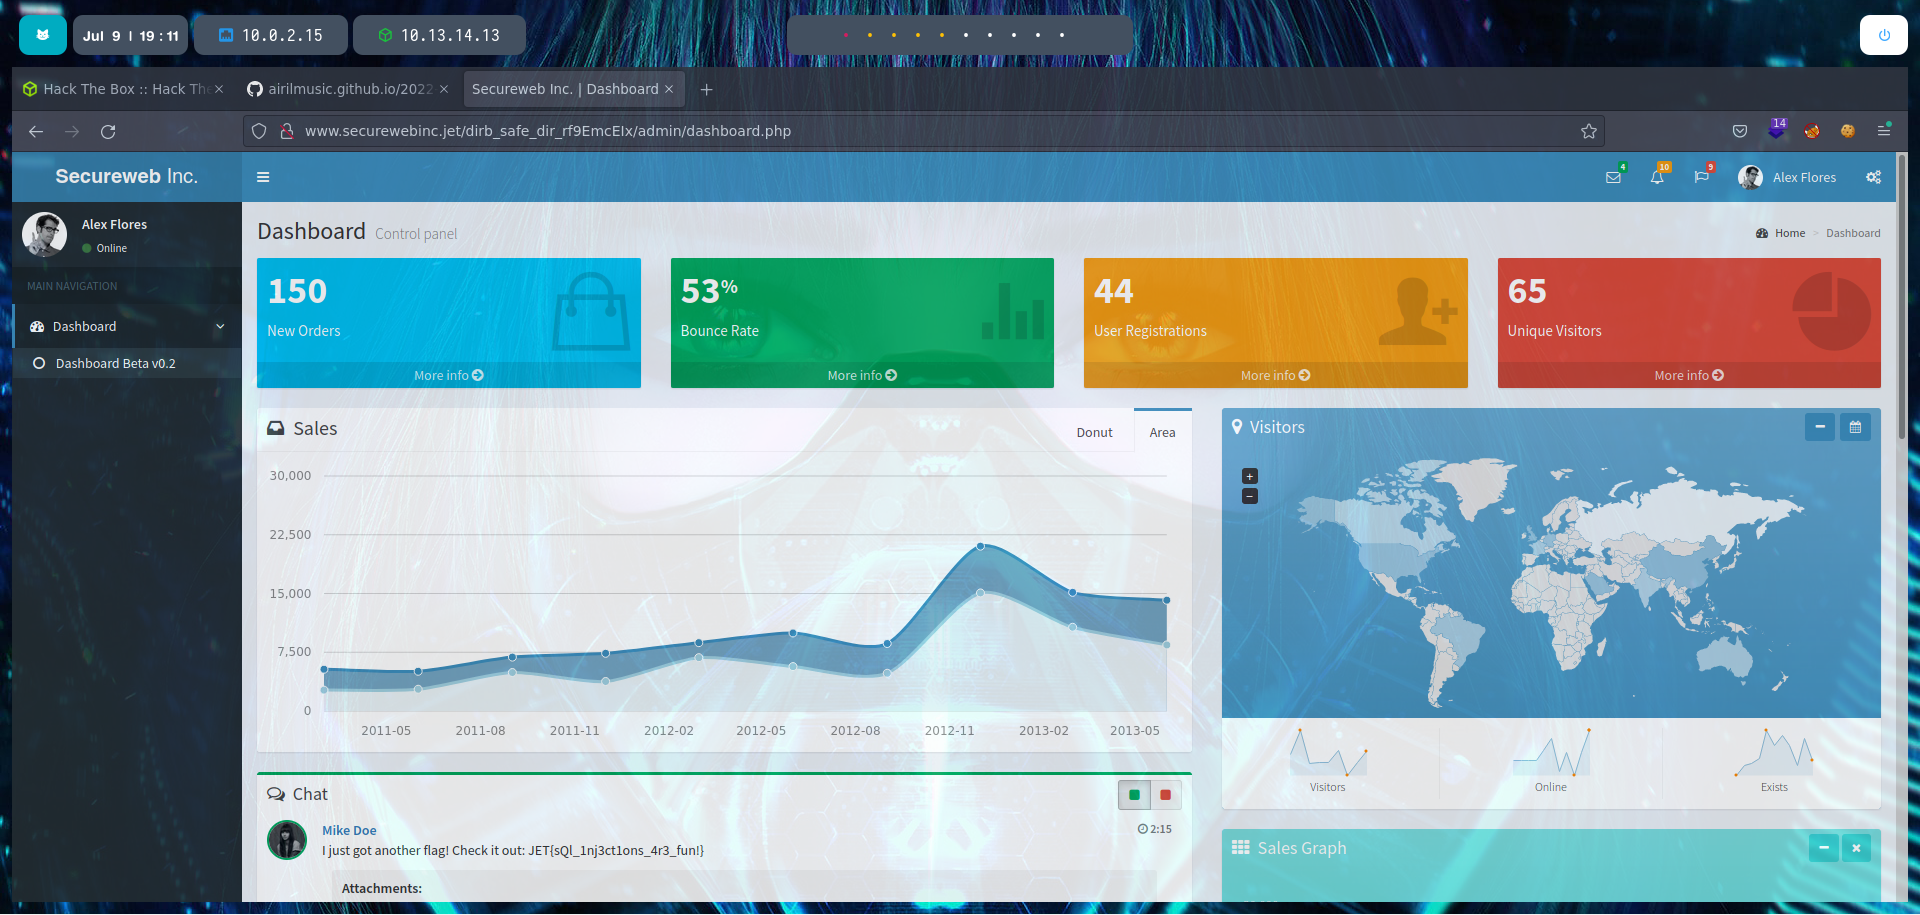 Jul 9 | 19:11
10.0.2.15
10.13.14.13
Hack The Box :: Hack The
airilmusic.github.io/2022
Secureweb Inc. | Dashboard
www.securewebinc.jet/dirb_safe_dir_rf9EmcEIx/admin/dashboard.php
14
Secureweb Inc.
4
10
9
Alex Flores
Alex Flores
Online
MAIN NAVIGATION
Dashboard
Dashboard Beta v0.2
Dashboard Control panel
Home > Dashboard
150
New Orders
More info
53%
Bounce Rate
More info
44
User Registrations
More info
65
Unique Visitors
More info
Sales
Donut
Area
30,000
22,500
15,000
7,500
0
2011-05
2011-08
2011-11
2012-02
2012-05
2012-08
2012-11
2013-02
2013-05
Visitors
+
−
Visitors
Online
Exists
Chat
Mike Doe
2:15
I just got another flag! Check it out: JET{sQl_1nj3ct1ons_4r3_fun!}
Attachments:
Sales Graph